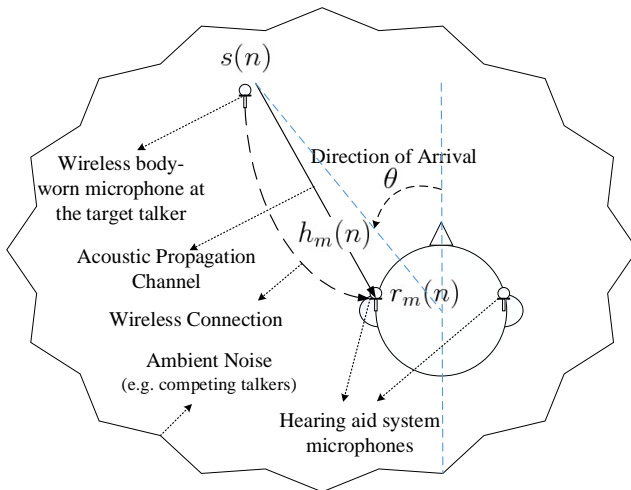 s(n)
Wireless body-
worn microphone at
the target talker
Direction of Arrival
θ
h_m(n)
Acoustic Propagation
Channel
r_m(n)
Wireless Connection
Ambient Noise
(e.g. competing talkers)
Hearing aid system
microphones